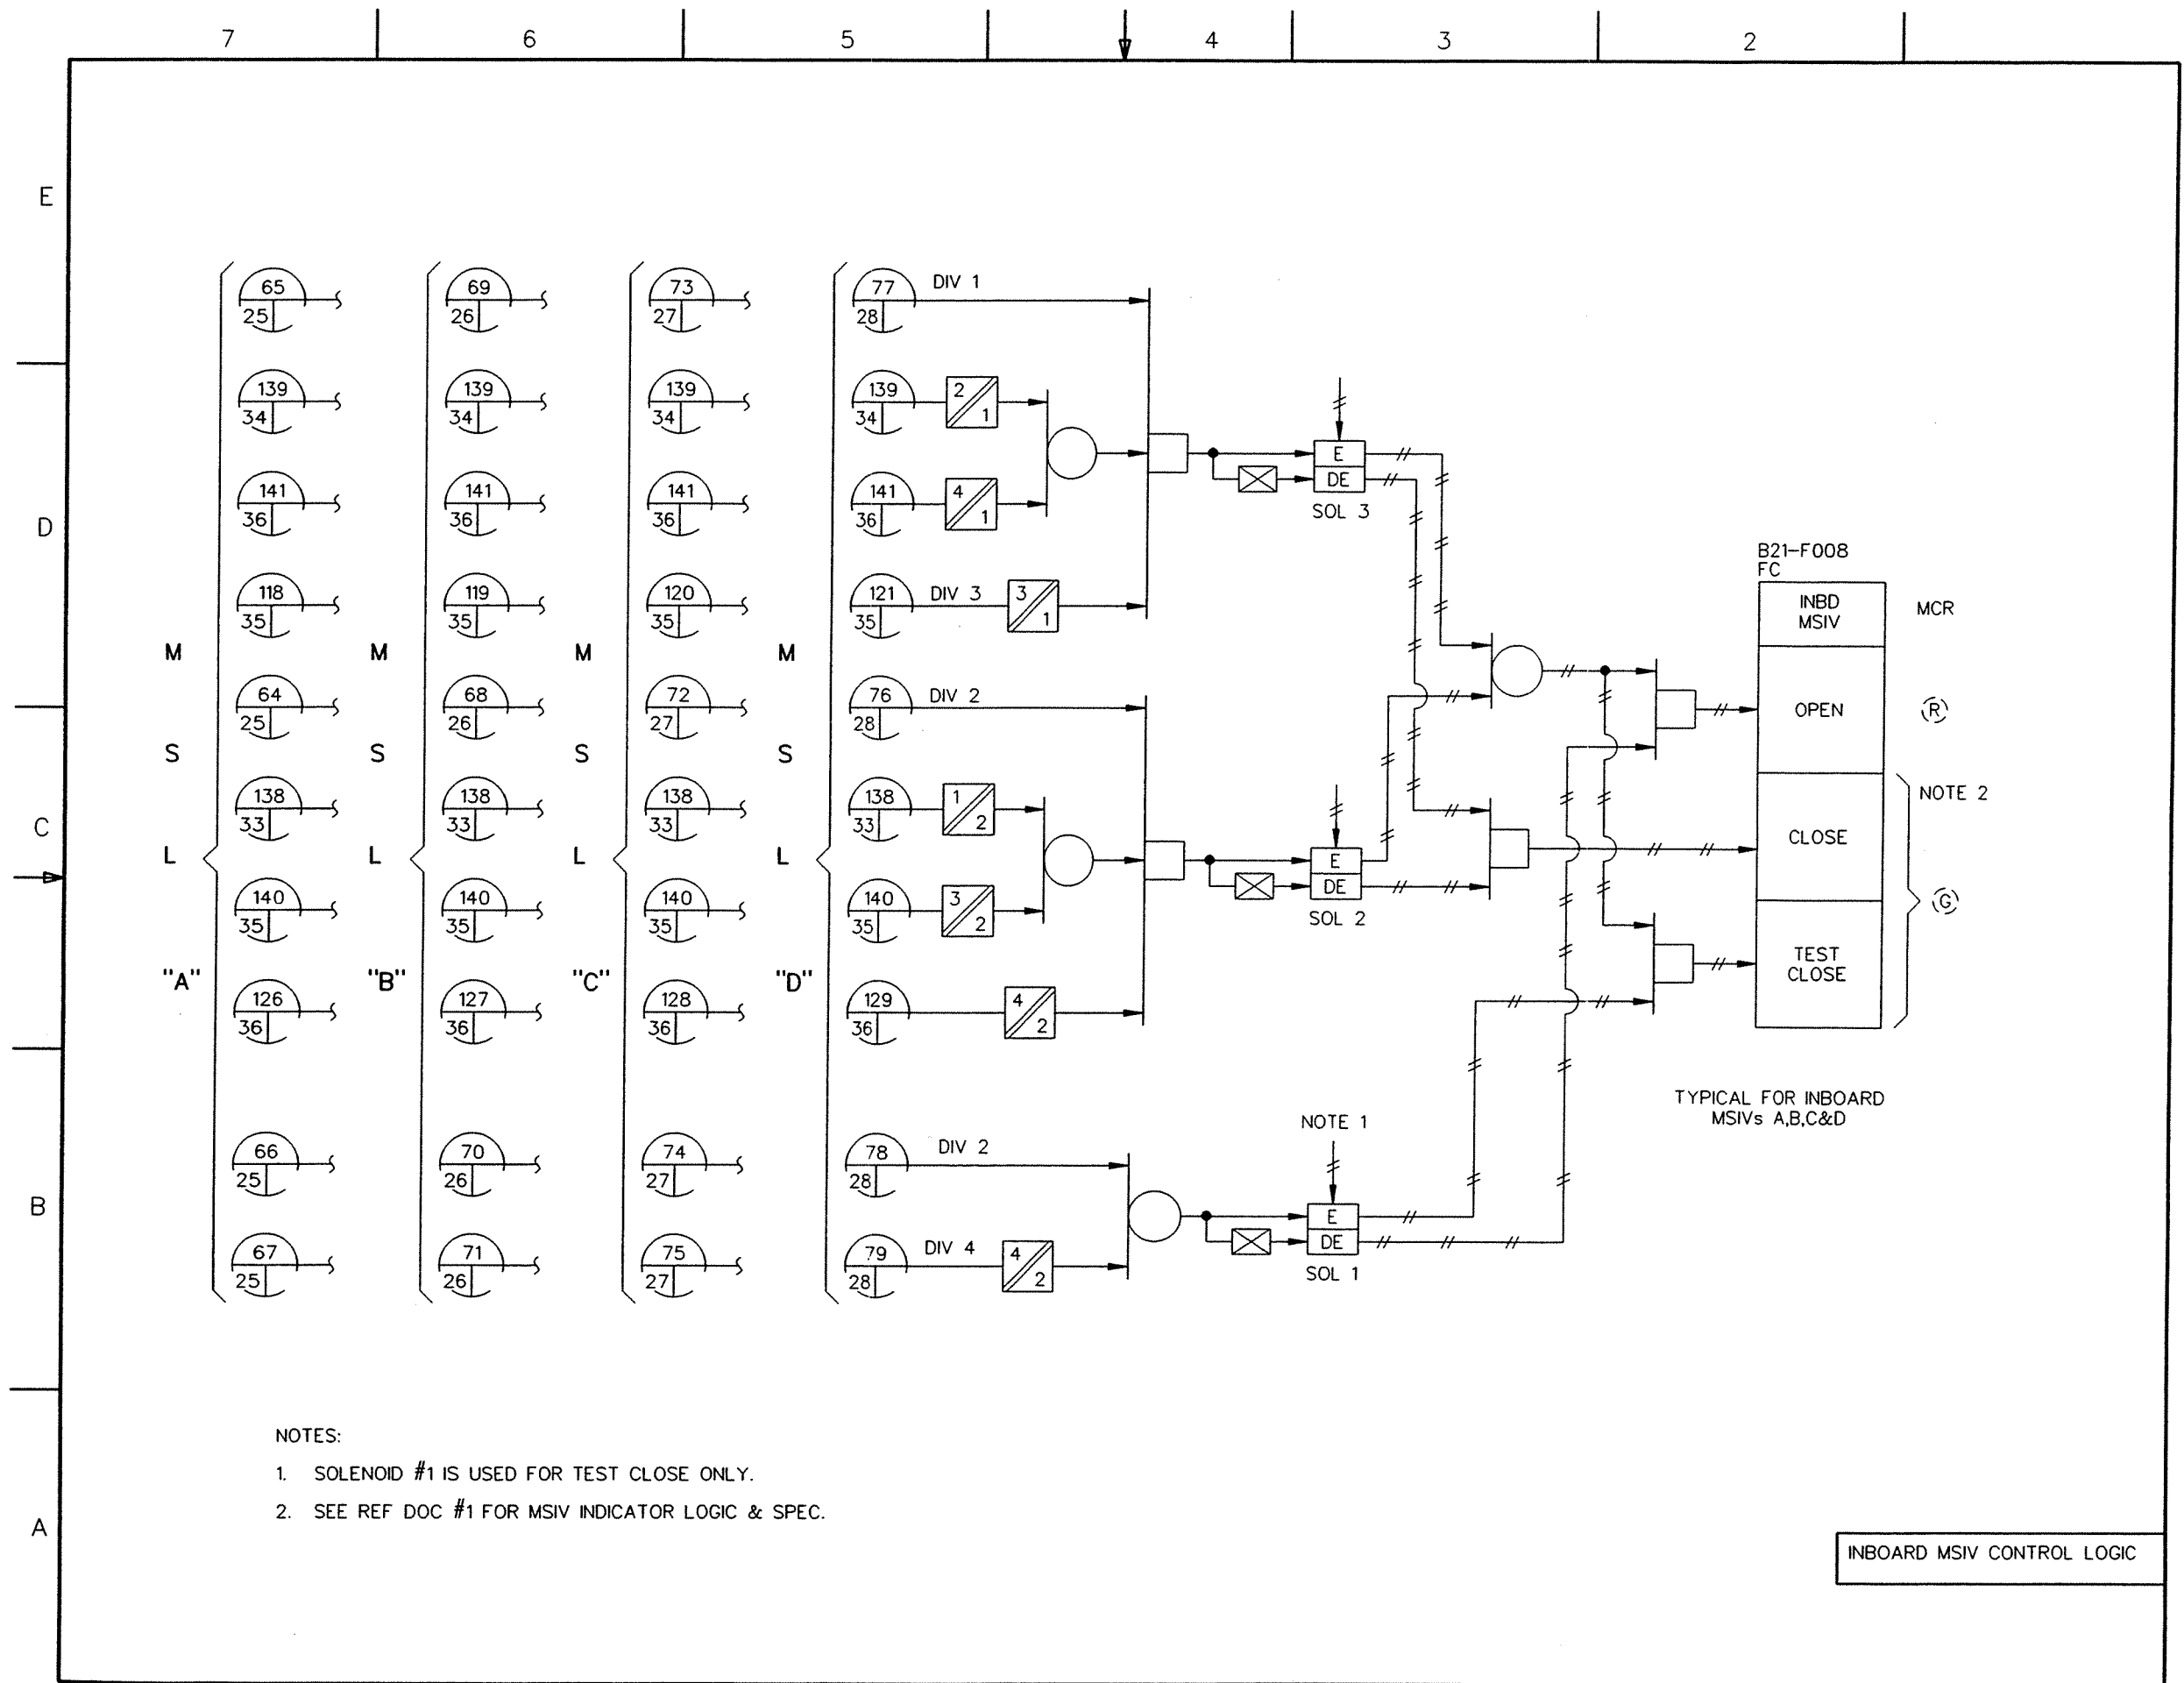 7 6 5 4 3 2
E
D
C
B
A
65 69 73 77 DIV 1
25 26 27 28
139 139 139 139 2
34 34 34 34 1
E
141 141 141 141 4 DE
36 36 36 36 1 SOL 3
B21-F008
FC
118 119 120 121 DIV 3 3 INBD MCR
35 35 35 35 1 MSIV
M M M M
64 68 72 76 DIV 2
25 26 27 28 OPEN R
S S S S
NOTE 2
138 138 138 138 1
33 33 33 33 2 CLOSE
L L L L E
DE
140 140 140 140 3 G
35 35 35 35 2 SOL 2
"A" "B" "C" "D" TEST
CLOSE
126 127 128 129 4
36 36 36 36 2
TYPICAL FOR INBOARD
MSIVs A,B,C&D
NOTE 1
66 70 74 78 DIV 2
25 26 27 28
E
67 71 75 79 DIV 4 4 DE
25 26 27 28 2 SOL 1
NOTES:
1. SOLENOID #1 IS USED FOR TEST CLOSE ONLY.
2. SEE REF DOC #1 FOR MSIV INDICATOR LOGIC & SPEC.
INBOARD MSIV CONTROL LOGIC